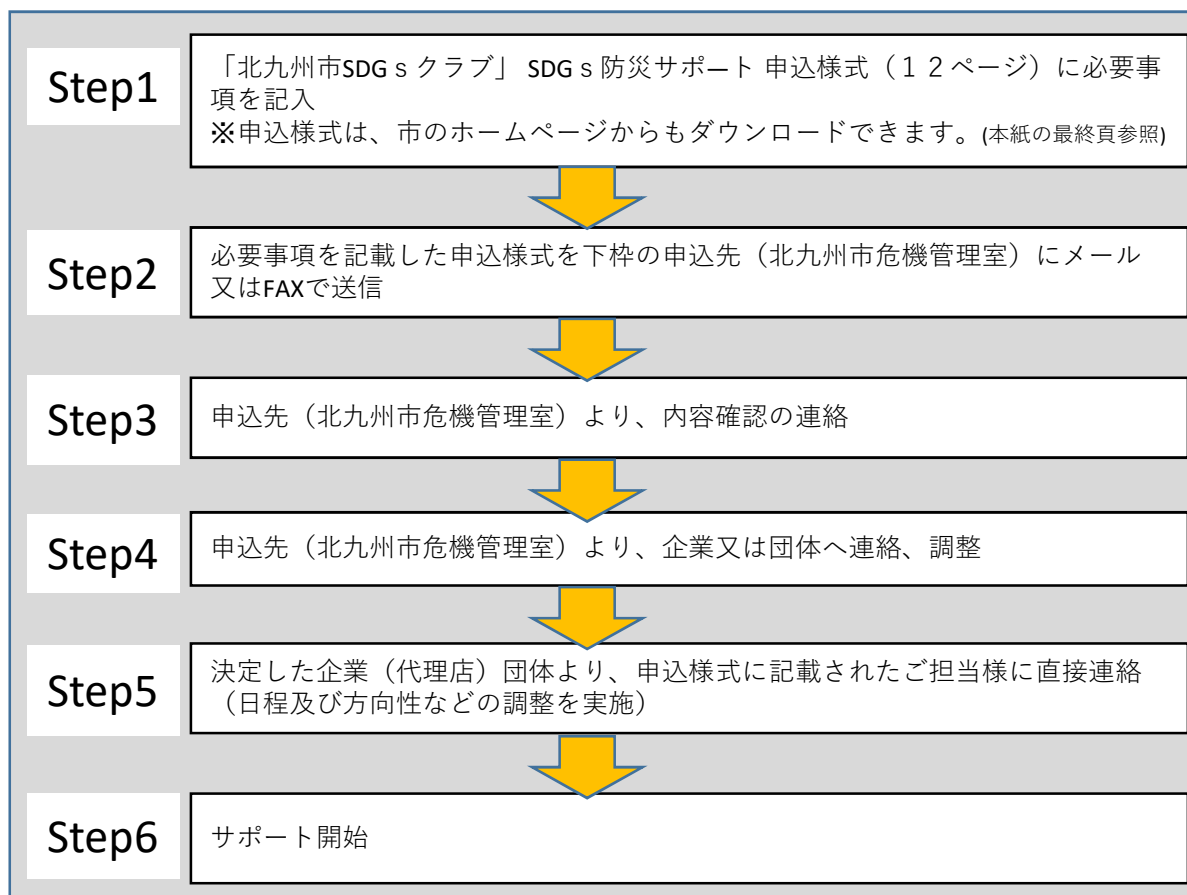 Step1
「北九州市SDGｓクラブ」 SDGｓ防災サポート 申込様式（１２ページ）に必要事
項を記入
※申込様式は、市のホームページからもダウンロードできます。(本紙の最終頁参照)
Step2
必要事項を記載した申込様式を下枠の申込先（北九州市危機管理室）にメール
又はFAXで送信
Step3
申込先（北九州市危機管理室）より、内容確認の連絡
Step4
申込先（北九州市危機管理室）より、企業又は団体へ連絡、調整
Step5
決定した企業（代理店）団体より、申込様式に記載されたご担当様に直接連絡
（日程及び方向性などの調整を実施）
Step6
サポート開始